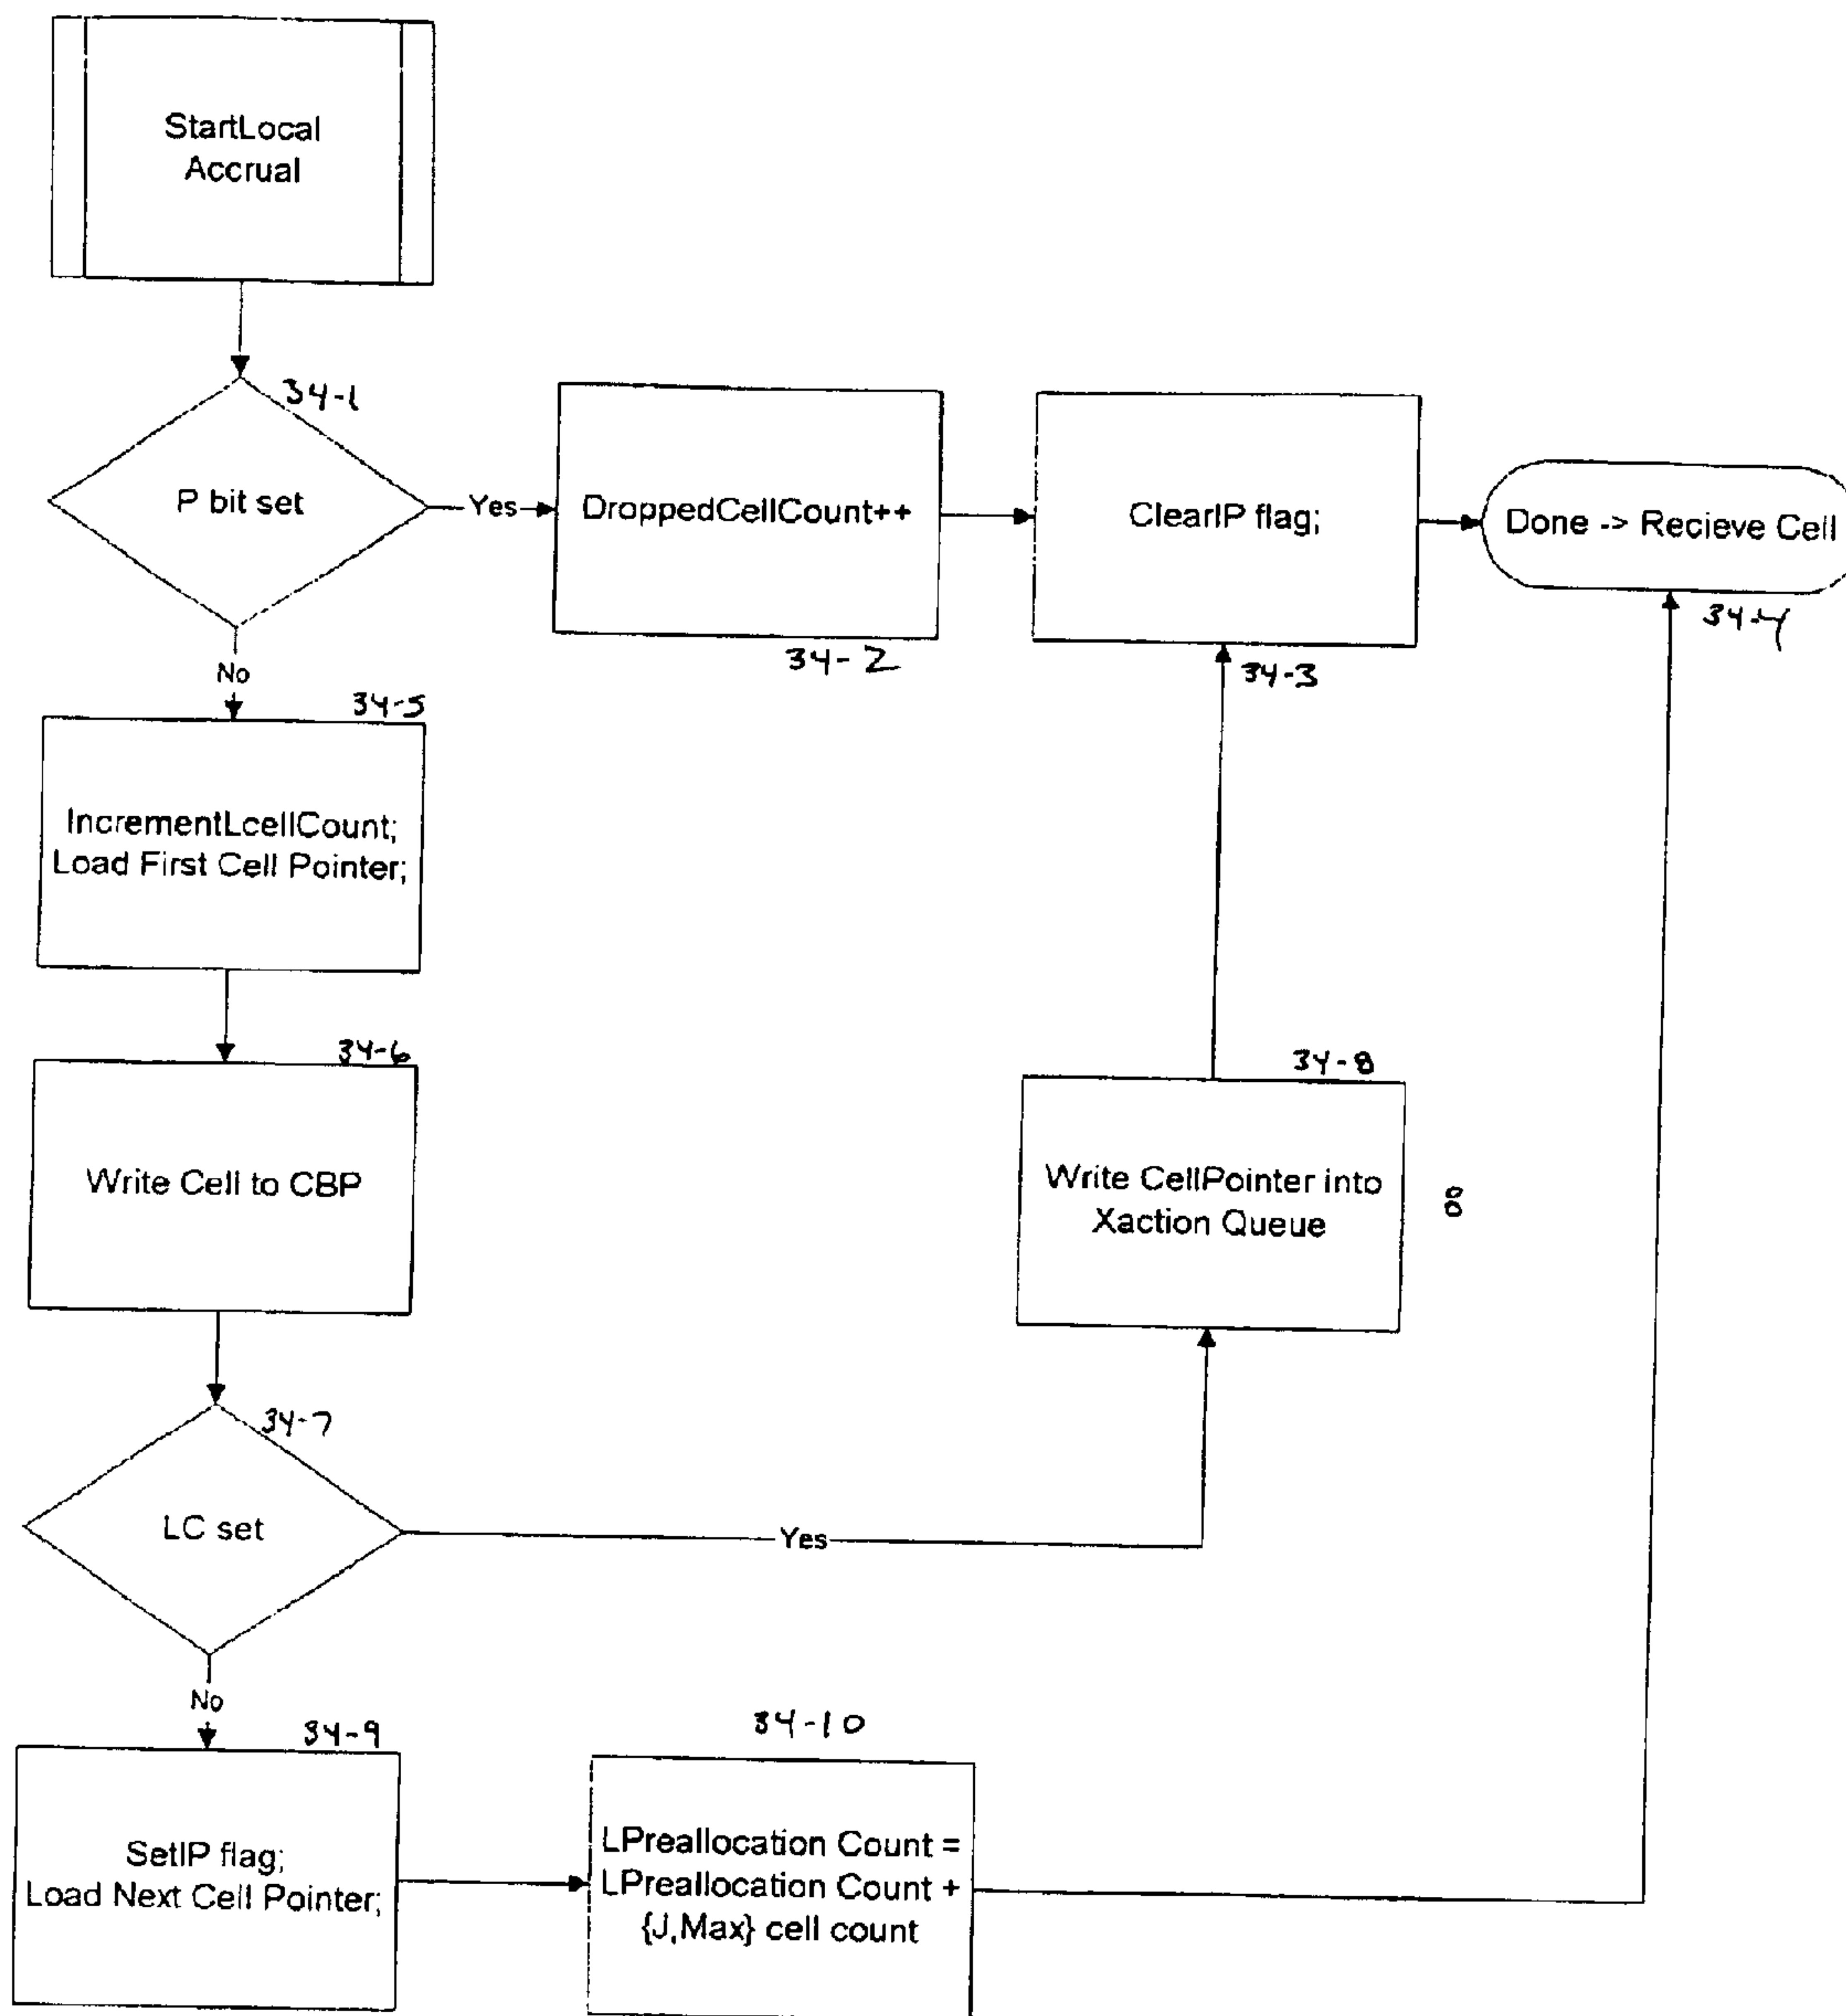 StartLocal
Accrual
34-1
P bit set
Yes
DroppedCellCount++
34-2
ClearIP flag;
34-3
Done -> Recieve Cell
34-4
No
34-5
IncrementLcellCount;
Load First Cell Pointer;
34-6
Write Cell to CBP
34-8
Write CellPointer into
Xaction Queue
8
34-7
LC set
Yes
No
34-9
SetIP flag;
Load Next Cell Pointer;
34-10
LPreallocation Count =
LPreallocation Count +
{J,Max} cell count